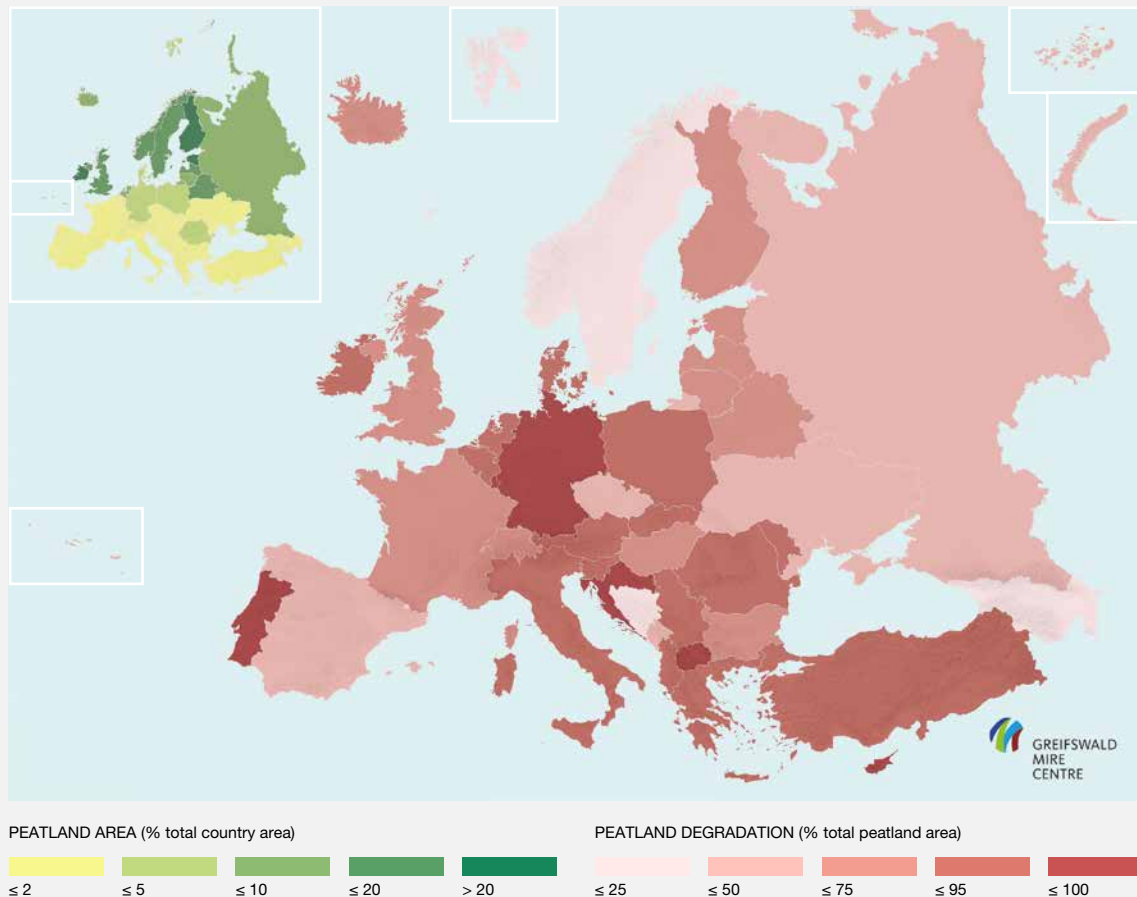 GREIFSWALD
MIRE
CENTRE
PEATLAND AREA (% total country area)
≤ 2
≤ 5
≤ 10
≤ 20
> 20
PEATLAND DEGRADATION (% total peatland area)
≤ 25
≤ 50
≤ 75
≤ 95
≤ 100